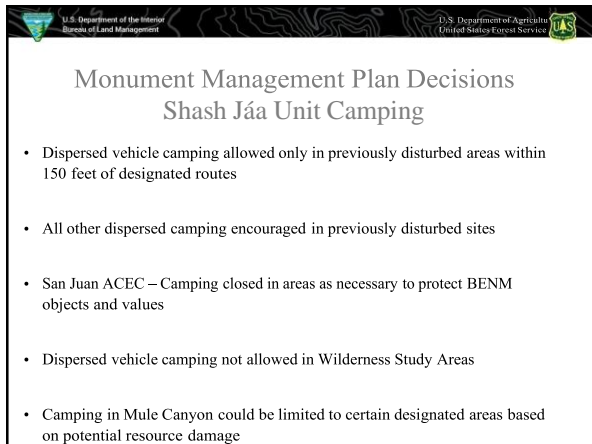 U.S. Department of the Interior
Bureau of Land Management
U.S. Department of Agricultu
United States Forest Service
UAS
Monument Management Plan Decisions
Shash Jáa Unit Camping
• Dispersed vehicle camping allowed only in previously disturbed areas within
150 feet of designated routes
• All other dispersed camping encouraged in previously disturbed sites
• San Juan ACEC – Camping closed in areas as necessary to protect BENM
objects and values
• Dispersed vehicle camping not allowed in Wilderness Study Areas
• Camping in Mule Canyon could be limited to certain designated areas based
on potential resource damage